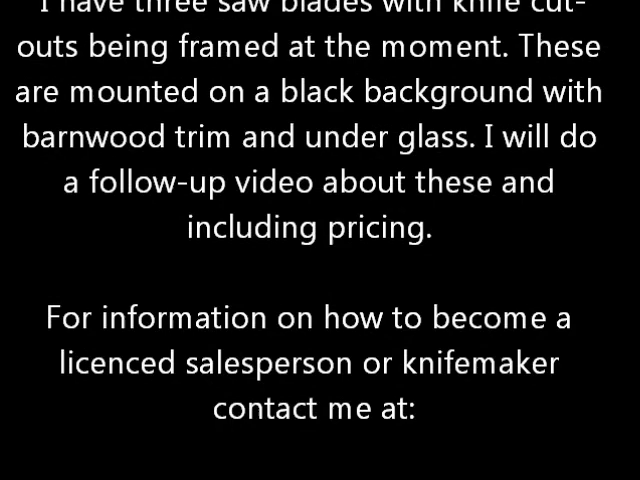 I have three saw blades with knife cut-
outs being framed at the moment. These
are mounted on a black background with
barnwood trim and under glass. I will do
a follow-up video about these and
including pricing.
For information on how to become a
licenced salesperson or knifemaker
contact me at: